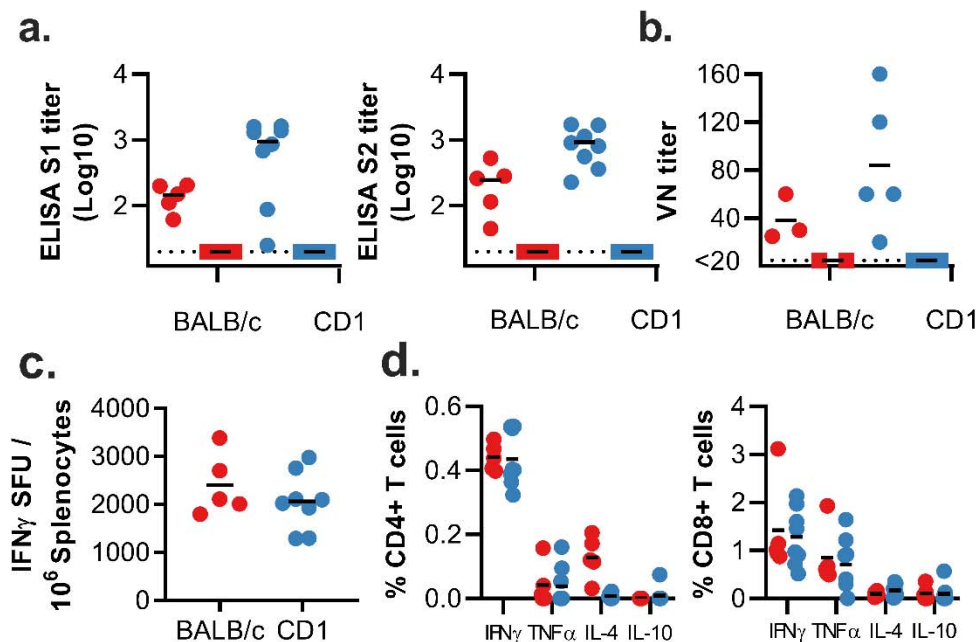 a.
ELISA S1 titer
(Log10)
4
3
2
BALB/c CD1
ELISA S2 titer
(Log10)
4
3
2
BALB/c CD1
b.
VN titer
160
120
80
40
<20
BALB/c CD1
c.
IFNγ SFU /
10⁶ Splenocytes
4000
3000
2000
1000
0
BALB/c CD1
d.
% CD4+ T cells
0.6
0.4
0.2
0.0
IFNγ TNFα IL-4 IL-10
% CD8+ T cells
4
3
2
1
0
IFNγ TNFα IL-4 IL-10